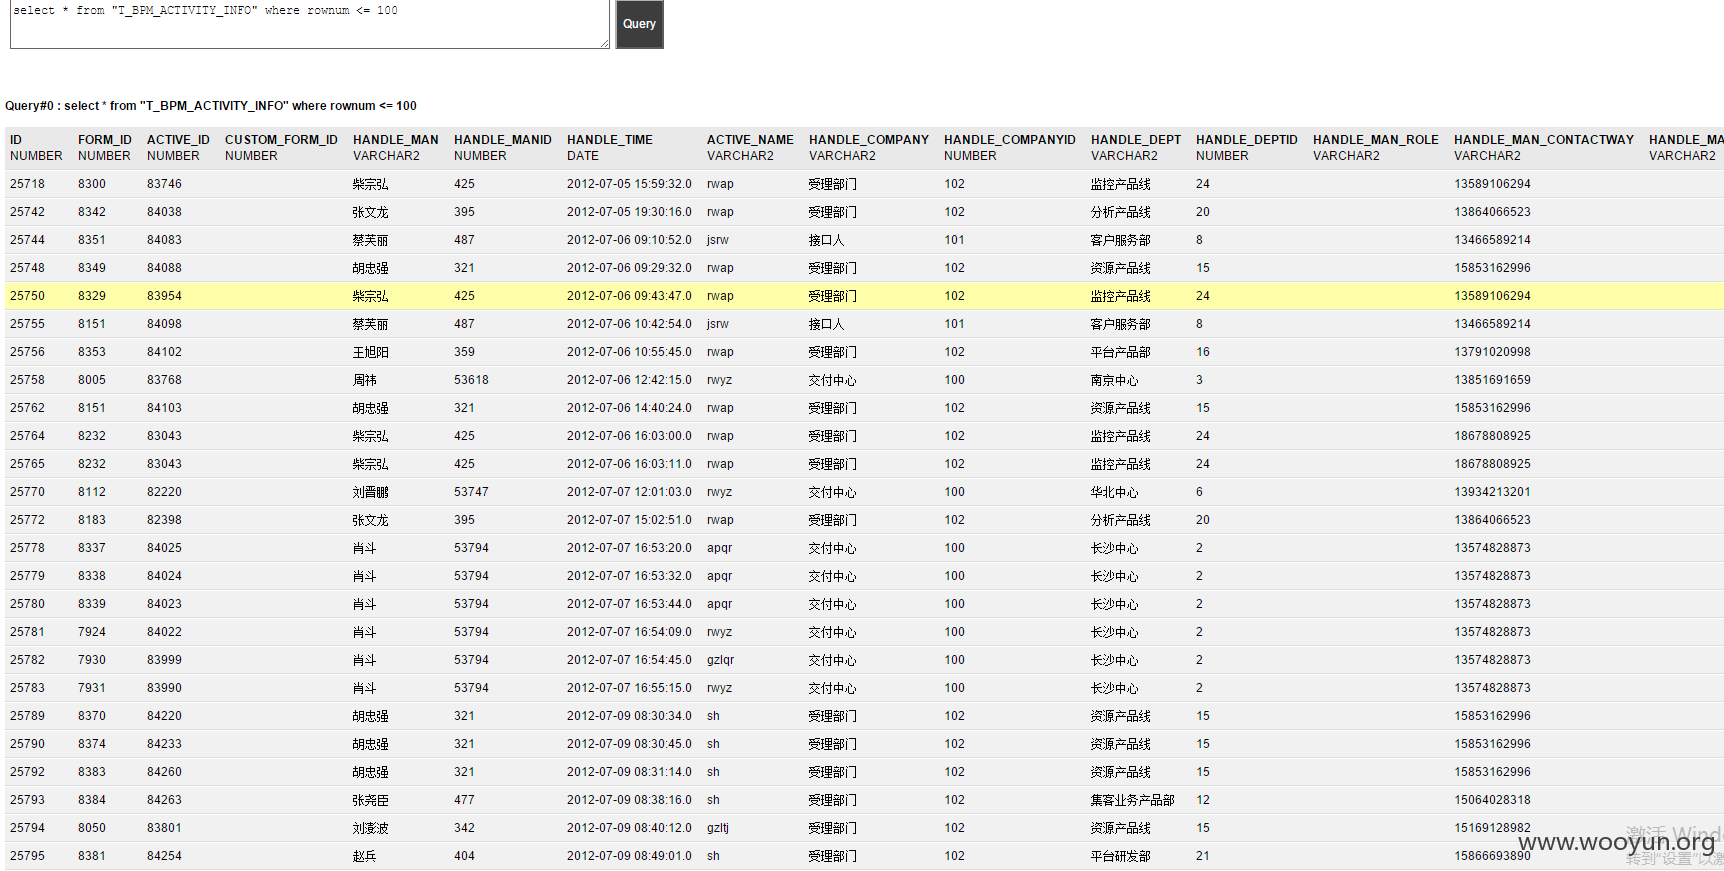 select * from "T_BPM_ACTIVITY_INFO" where rownum <= 100
Query
Query#0 : select * from "T_BPM_ACTIVITY_INFO" where rownum <= 100
ID FORM_ID ACTIVE_ID CUSTOM_FORM_ID HANDLE_MAN HANDLE_MANID HANDLE_TIME ACTIVE_NAME HANDLE_COMPANY HANDLE_COMPANYID HANDLE_DEPT HANDLE_DEPTID HANDLE_MAN_ROLE HANDLE_MAN_CONTACTWAY HANDLE_MA
NUMBER NUMBER NUMBER NUMBER VARCHAR2 NUMBER DATE VARCHAR2 VARCHAR2 NUMBER VARCHAR2 NUMBER VARCHAR2 VARCHAR2 VARCHAR2
25718 8300 83746 柴宗弘 425 2012-07-05 15:59:32.0 rwap 受理部门 102 监控产品线 24 13589106294
25742 8342 84038 张文龙 395 2012-07-05 19:30:16.0 rwap 受理部门 102 分析产品线 20 13864066523
25744 8351 84083 蔡芙丽 487 2012-07-06 09:10:52.0 jsrw 接口人 101 客户服务部 8 13466589214
25748 8349 84088 胡忠强 321 2012-07-06 09:29:32.0 rwap 受理部门 102 资源产品线 15 15853162996
25750 8329 83954 柴宗弘 425 2012-07-06 09:43:47.0 rwap 受理部门 102 监控产品线 24 13589106294
25755 8151 84098 蔡芙丽 487 2012-07-06 10:42:54.0 jsrw 接口人 101 客户服务部 8 13466589214
25756 8353 84102 王旭阳 359 2012-07-06 10:55:45.0 rwap 受理部门 102 平台产品部 16 13791020998
25758 8005 83768 周祎 53618 2012-07-06 12:42:15.0 rwyz 交付中心 100 南京中心 3 13851691659
25762 8151 84103 胡忠强 321 2012-07-06 14:40:24.0 rwap 受理部门 102 资源产品线 15 15853162996
25764 8232 83043 柴宗弘 425 2012-07-06 16:03:00.0 rwap 受理部门 102 监控产品线 24 18678808925
25765 8232 83043 柴宗弘 425 2012-07-06 16:03:11.0 rwap 受理部门 102 监控产品线 24 18678808925
25770 8112 82220 刘晋鹏 53747 2012-07-07 12:01:03.0 rwyz 交付中心 100 华北中心 6 13934213201
25772 8183 82398 张文龙 395 2012-07-07 15:02:51.0 rwap 受理部门 102 分析产品线 20 13864066523
25778 8337 84025 肖斗 53794 2012-07-07 16:53:20.0 apqr 交付中心 100 长沙中心 2 13574828873
25779 8338 84024 肖斗 53794 2012-07-07 16:53:32.0 apqr 交付中心 100 长沙中心 2 13574828873
25780 8339 84023 肖斗 53794 2012-07-07 16:53:44.0 apqr 交付中心 100 长沙中心 2 13574828873
25781 7924 84022 肖斗 53794 2012-07-07 16:54:09.0 rwyz 交付中心 100 长沙中心 2 13574828873
25782 7930 83999 肖斗 53794 2012-07-07 16:54:45.0 gzlqr 交付中心 100 长沙中心 2 13574828873
25783 7931 83990 肖斗 53794 2012-07-07 16:55:15.0 rwyz 交付中心 100 长沙中心 2 13574828873
25789 8370 84220 胡忠强 321 2012-07-09 08:30:34.0 sh 受理部门 102 资源产品线 15 15853162996
25790 8374 84233 胡忠强 321 2012-07-09 08:30:45.0 sh 受理部门 102 资源产品线 15 15853162996
25792 8383 84260 胡忠强 321 2012-07-09 08:31:14.0 sh 受理部门 102 资源产品线 15 15853162996
25793 8384 84263 张尧臣 477 2012-07-09 08:38:16.0 sh 受理部门 102 集客业务产品部 12 15064028318
25794 8050 83801 刘澎波 342 2012-07-09 08:40:12.0 gzltj 受理部门 102 资源产品线 15 15169128982
25795 8381 84254 赵兵 404 2012-07-09 08:49:01.0 sh 受理部门 102 平台研发部 21 15866693890
激活 Wind
www.wooyun.org
转到"设置"以激